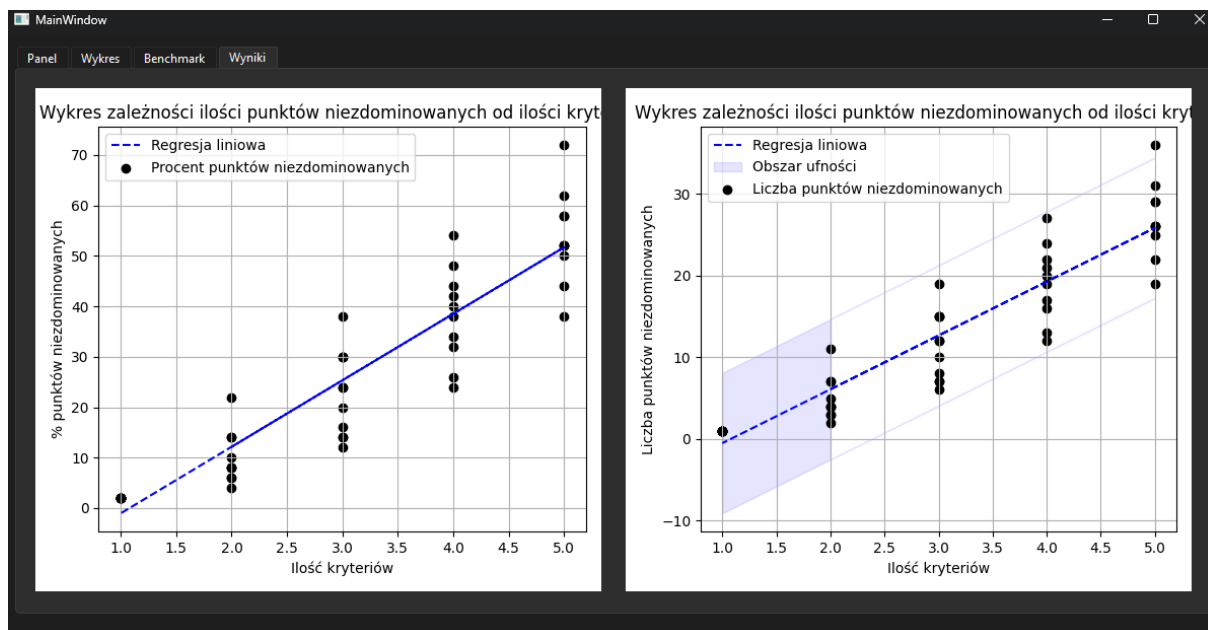 MainWindow
Panel Wykres Benchmark Wyniki
Wykres zależności ilości punktów niezdominowanych od ilości kryte
Regresja liniowa
Procent punktów niezdominowanych
% punktów niezdominowanych
70
60
50
40
30
20
10
0
1.0 1.5 2.0 2.5 3.0 3.5 4.0 4.5 5.0
Ilość kryteriów
Wykres zależności ilości punktów niezdominowanych od ilości kryt
Regresja liniowa
Obszar ufności
Liczba punktów niezdominowanych
Liczba punktów niezdominowanych
30
20
10
0
−10
1.0 1.5 2.0 2.5 3.0 3.5 4.0 4.5 5.0
Ilość kryteriów